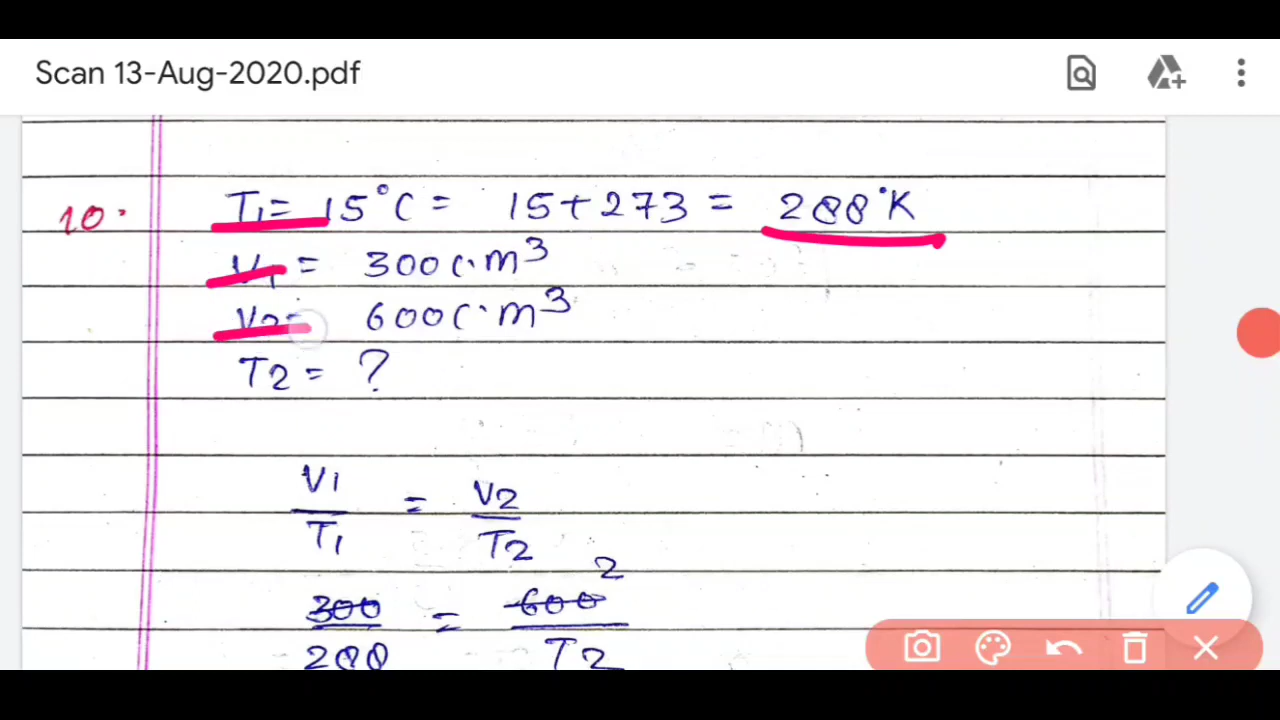 Scan 13-Aug-2020.pdf
10. T1= 15°C = 15+273 = 288°K
V1 = 300 C.m³
V2= 600 C.m³
T2 = ?
V1/T1 = V2/T2
2
300/288 = 600/T2